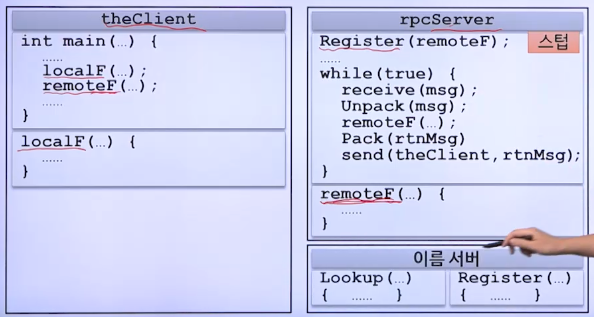 theClient
int main(…) {
……
localF(…);
remoteF(…);
……
}
localF(…) {
……
}
rpcServer
Register(remoteF);
스텁
……
while(true) {
receive(msg);
Unpack(msg);
remoteF(…);
Pack(rtnMsg)
send(theClient,rtnMsg);
}
remoteF(…) {
……
}
이름 서버
Lookup(…)
{ …… }
Register(…)
{ …… }